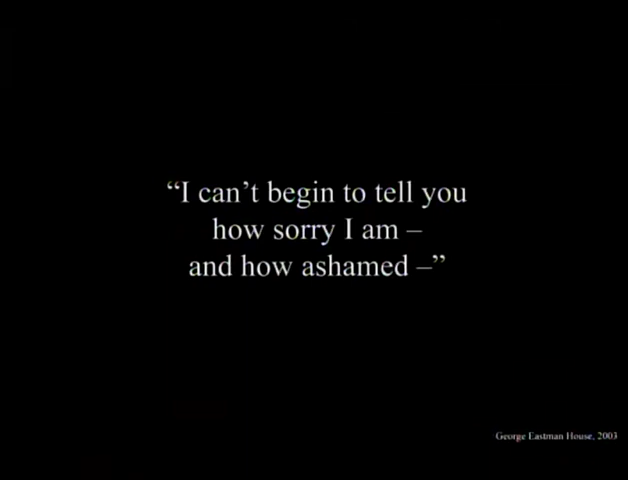 “I can’t begin to tell you
how sorry I am –
and how ashamed –”
George Eastman House, 2003